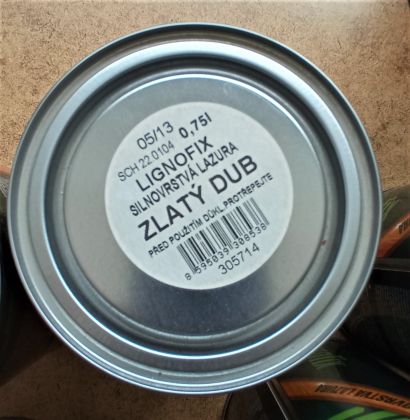 05/13 0,75l
SCH 22 0104
LIGNOFIX
SILNOVRSTVÁ LAZURA
ZLATÝ DUB
PŘED POUŽITÍM DŮKL.PROTŘEPEJTE
8 595039 308538
305714